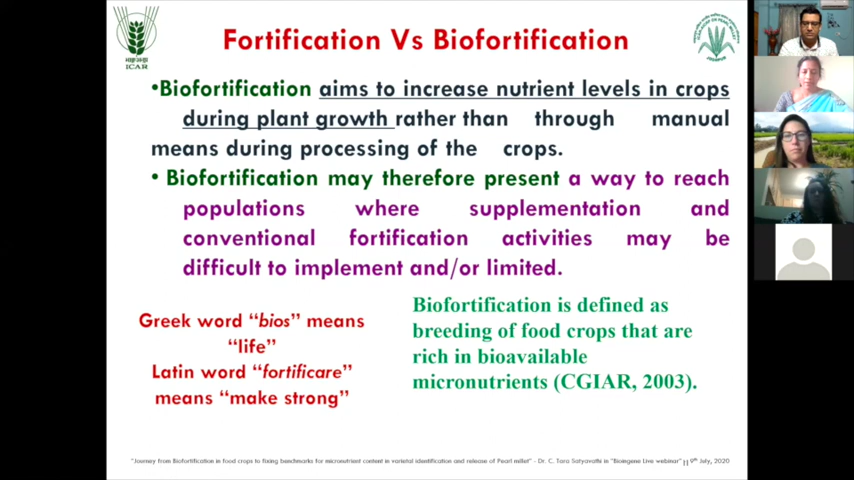 Fortification Vs Biofortification
ICAR
JODHPUR
•Biofortification aims to increase nutrient levels in crops
during plant growth rather than through manual
means during processing of the crops.
• Biofortification may therefore present a way to reach
populations where supplementation and
conventional fortification activities may be
difficult to implement and/or limited.
Greek word “bios” means
“life”
Latin word “fortificare”
means “make strong”
Biofortification is defined as
breeding of food crops that are
rich in bioavailable
micronutrients (CGIAR, 2003).
“Journey from Biofortification in food crops to fixing benchmarks for micronutrient content in varietal identification and release of Pearl millet” - Dr. C. Tara Satyavathi in “Bioingene Live webinar” || 9th July, 2020